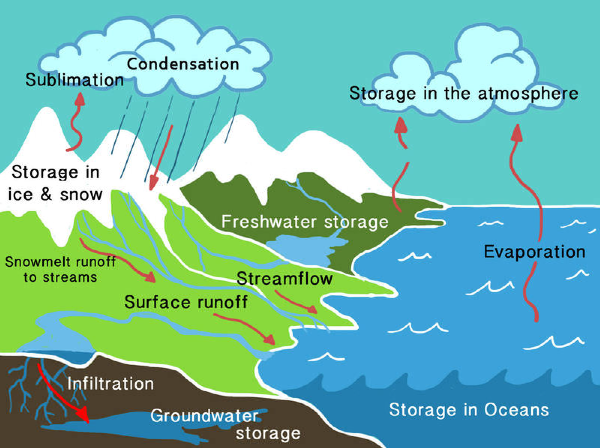 Condensation
Sublimation
Storage in the atmosphere
Storage in
ice & snow
Freshwater storage
Evaporation
Snowmelt runoff
to streams
Streamflow
Surface runoff
Infiltration
Groundwater
storage
Storage in Oceans